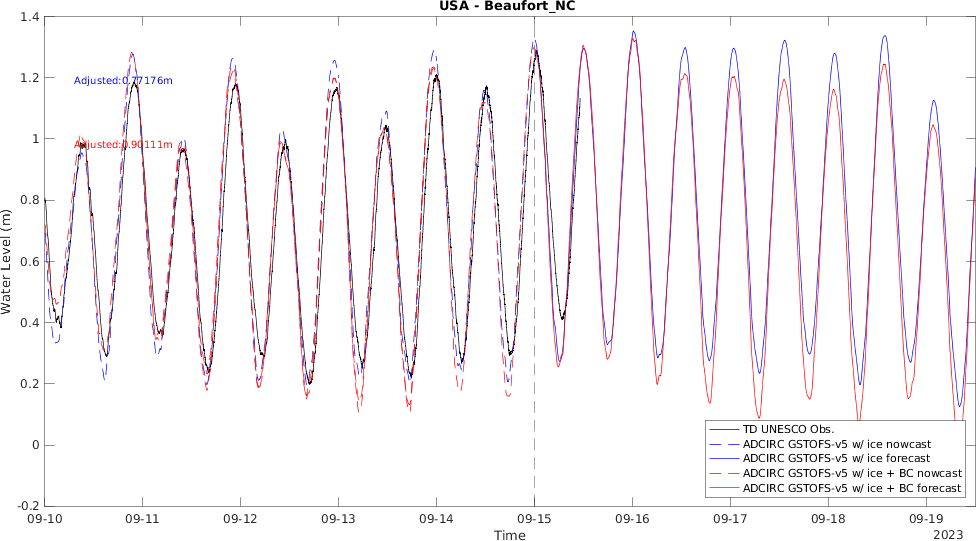 USA - Beaufort_NC
1.4
1.2
1
0.8
0.6
0.4
0.2
0
-0.2
Water Level (m)
Adjusted:0.77176m
Adjusted:0.90111m
TD UNESCO Obs.
ADCIRC GSTOFS-v5 w/ ice nowcast
ADCIRC GSTOFS-v5 w/ ice forecast
ADCIRC GSTOFS-v5 w/ ice + BC nowcast
ADCIRC GSTOFS-v5 w/ ice + BC forecast
09-10 09-11 09-12 09-13 09-14 09-15 09-16 09-17 09-18 09-19
Time
2023